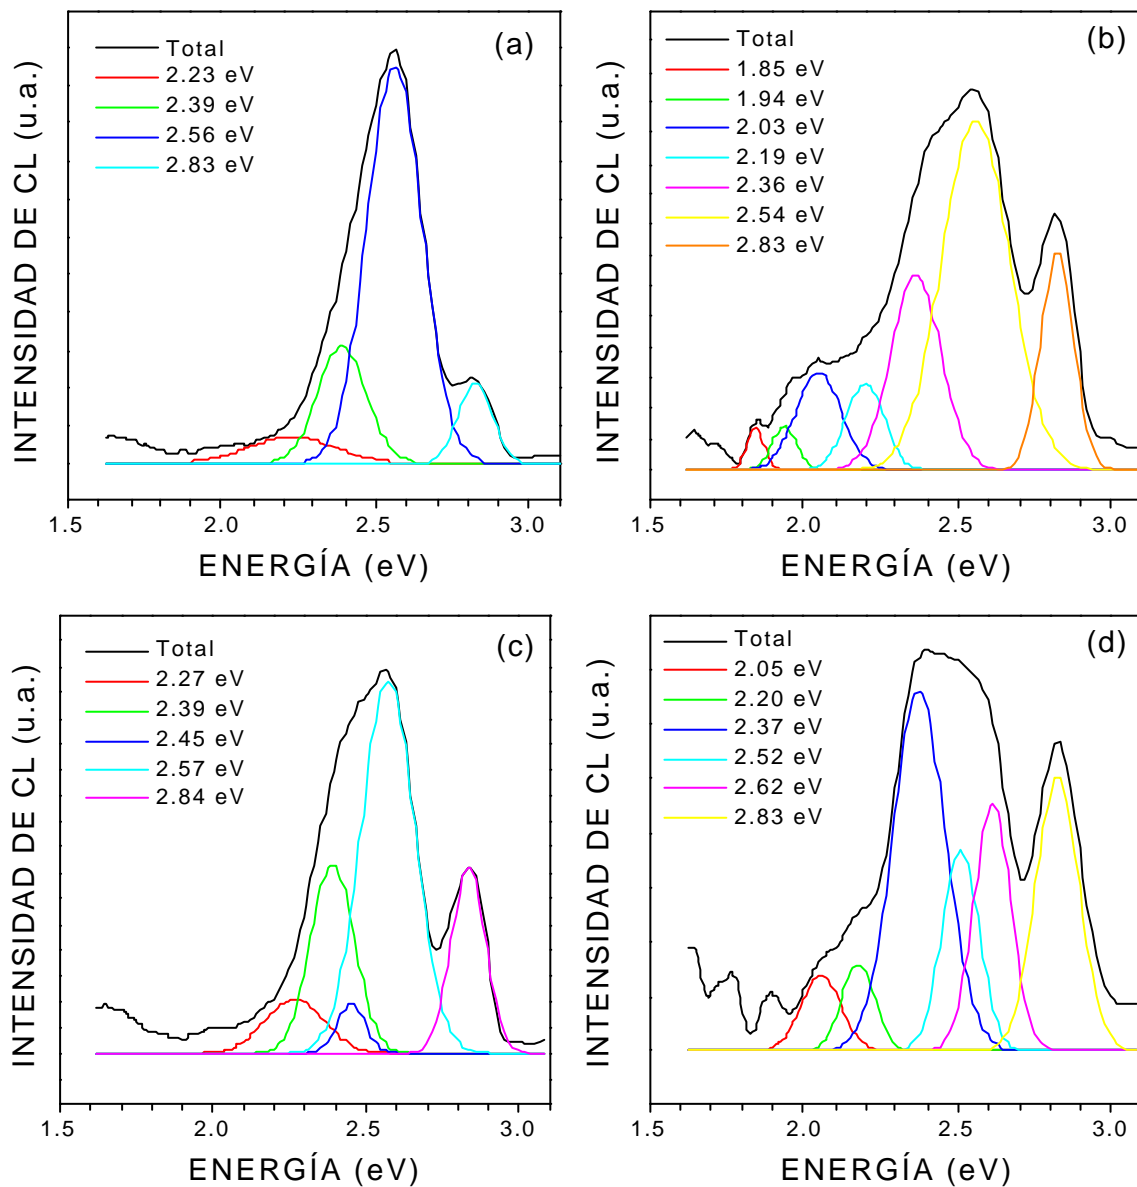 (a)
Total
2.23 eV
2.39 eV
2.56 eV
2.83 eV
INTENSIDAD DE CL (u.a.)
1.5 2.0 2.5 3.0
ENERGÍA (eV)
(b)
Total
1.85 eV
1.94 eV
2.03 eV
2.19 eV
2.36 eV
2.54 eV
2.83 eV
INTENSIDAD DE CL (u.a.)
1.5 2.0 2.5 3.0
ENERGÍA (eV)
(c)
Total
2.27 eV
2.39 eV
2.45 eV
2.57 eV
2.84 eV
INTENSIDAD DE CL (u.a.)
1.5 2.0 2.5 3.0
ENERGÍA (eV)
(d)
Total
2.05 eV
2.20 eV
2.37 eV
2.52 eV
2.62 eV
2.83 eV
INTENSIDAD DE CL (u.a.)
1.5 2.0 2.5 3.0
ENERGÍA (eV)